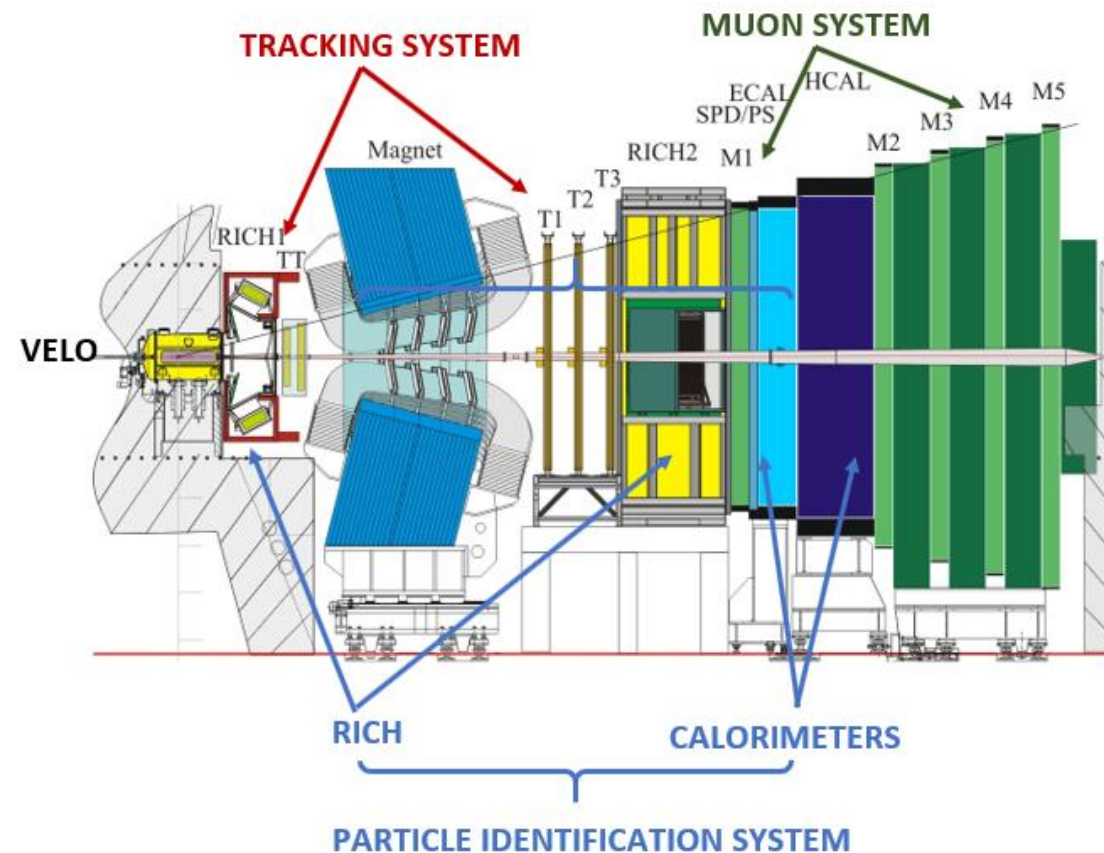 MUON SYSTEM
TRACKING SYSTEM
HCAL
ECAL
SPD/PS
M5
M4
M3
M2
M1
RICH2
Magnet
T3
T2
T1
RICH1
TT
VELO
RICH
CALORIMETERS
PARTICLE IDENTIFICATION SYSTEM